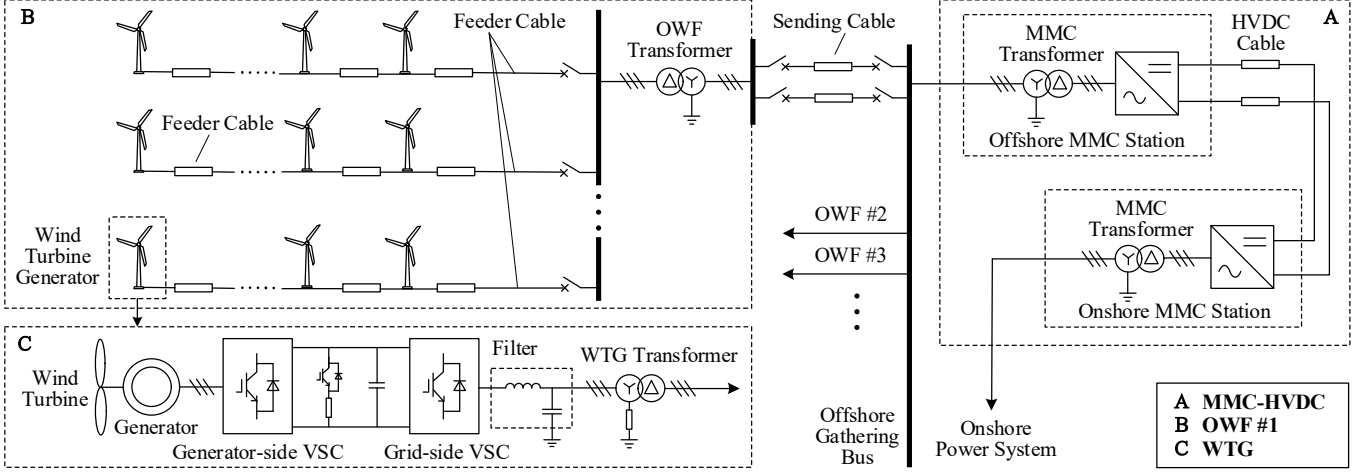 B
Feeder Cable
OWF
Transformer
Sending Cable
A
MMC
Transformer
HVDC
Cable
Offshore MMC Station
Feeder Cable
MMC
Transformer
Onshore MMC Station
OWF #2
OWF #3
Wind
Turbine
Generator
C
Wind
Turbine
Generator
Generator-side VSC
Grid-side VSC
Filter
WTG Transformer
Offshore
Gathering
Bus
Onshore
Power System
A MMC-HVDC
B OWF #1
C WTG